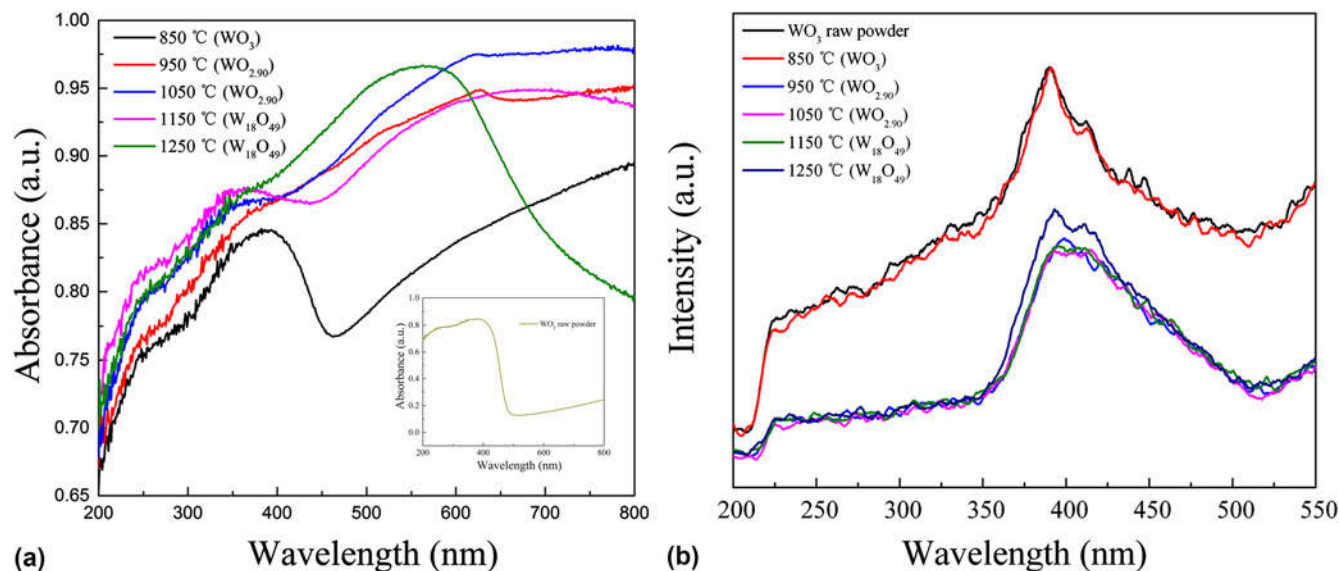 1.00
0.95
0.90
0.85
0.80
0.75
0.70
0.65
Absorbance (a.u.)
850 ℃ (WO₃)
950 ℃ (WO₂.₉₀)
1050 ℃ (WO₂.₉₀)
1150 ℃ (W₁₈O₄₉)
1250 ℃ (W₁₈O₄₉)
1.0
0.8
0.6
0.4
0.2
0.0
Absorbance (a.u.)
WO₃ raw powder
200 400 600 800
Wavelength (nm)
200 300 400 500 600 700 800
Wavelength (nm)
(a)
Intensity (a.u.)
WO₃ raw powder
850 ℃ (WO₃)
950 ℃ (WO₂.₉₀)
1050 ℃ (WO₂.₉₀)
1150 ℃ (W₁₈O₄₉)
1250 ℃ (W₁₈O₄₉)
200 250 300 350 400 450 500 550
Wavelength (nm)
(b)